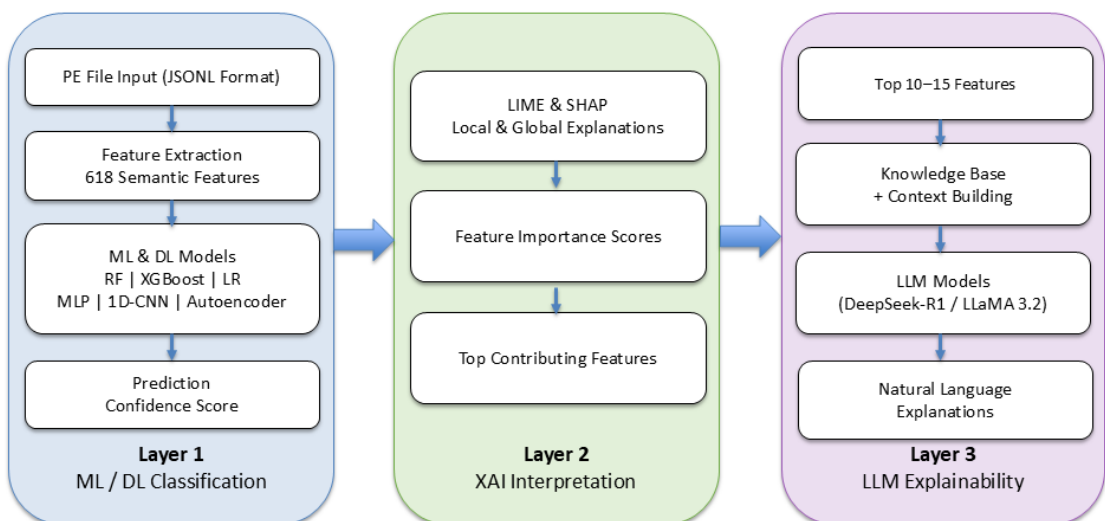 PE File Input (JSONL Format)
Feature Extraction
618 Semantic Features
ML & DL Models
RF | XGBoost | LR
MLP | 1D-CNN | Autoencoder
Prediction
Confidence Score
Layer 1
ML / DL Classification
LIME & SHAP
Local & Global Explanations
Feature Importance Scores
Top Contributing Features
Layer 2
XAI Interpretation
Top 10–15 Features
Knowledge Base
+ Context Building
LLM Models
(DeepSeek-R1 / LLaMA 3.2)
Natural Language
Explanations
Layer 3
LLM Explainability